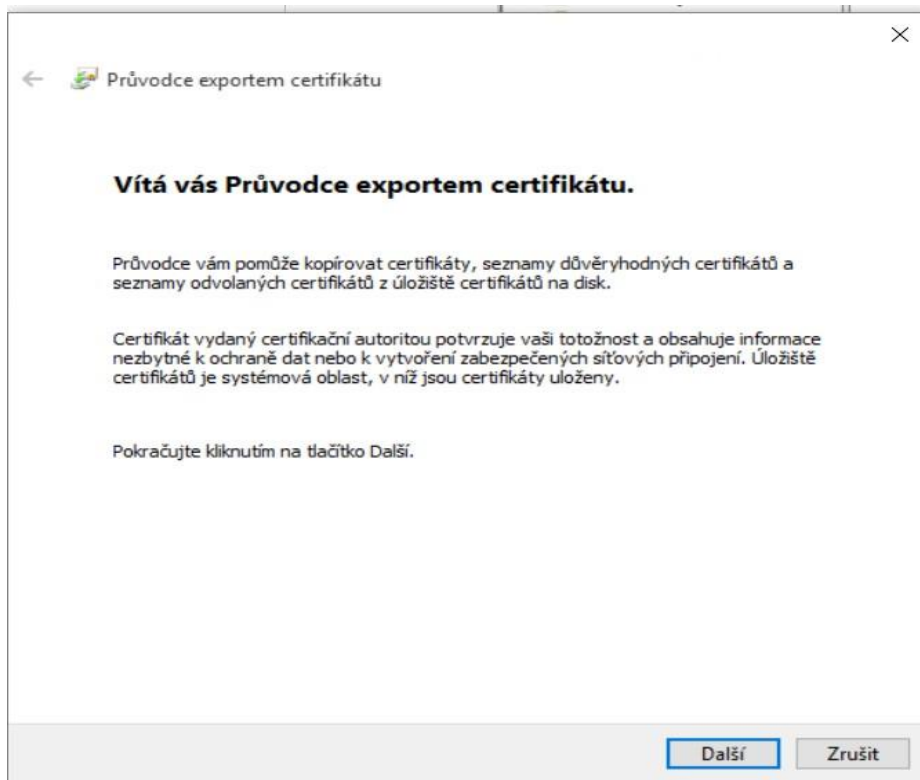 Průvodce exportem certifikátu
Vítá vás Průvodce exportem certifikátu.
Průvodce vám pomůže kopírovat certifikáty, seznamy důvěryhodných certifikátů a
seznamy odvolaných certifikátů z úložiště certifikátů na disk.
Certifikát vydaný certifikační autoritou potvrzuje vaši totožnost a obsahuje informace
nezbytné k ochraně dat nebo k vytvoření zabezpečených síťových připojení. Úložiště
certifikátů je systémová oblast, v níž jsou certifikáty uloženy.
Pokračujte kliknutím na tlačítko Další.
Další Zrušit